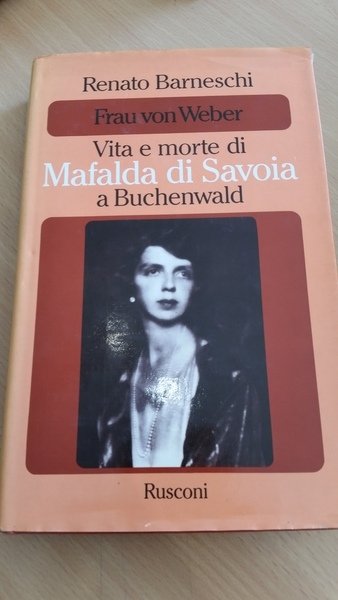 Renato Barneschi
Frau von Weber
Vita e morte di
Mafalda di Savoia
a Buchenwald
Rusconi